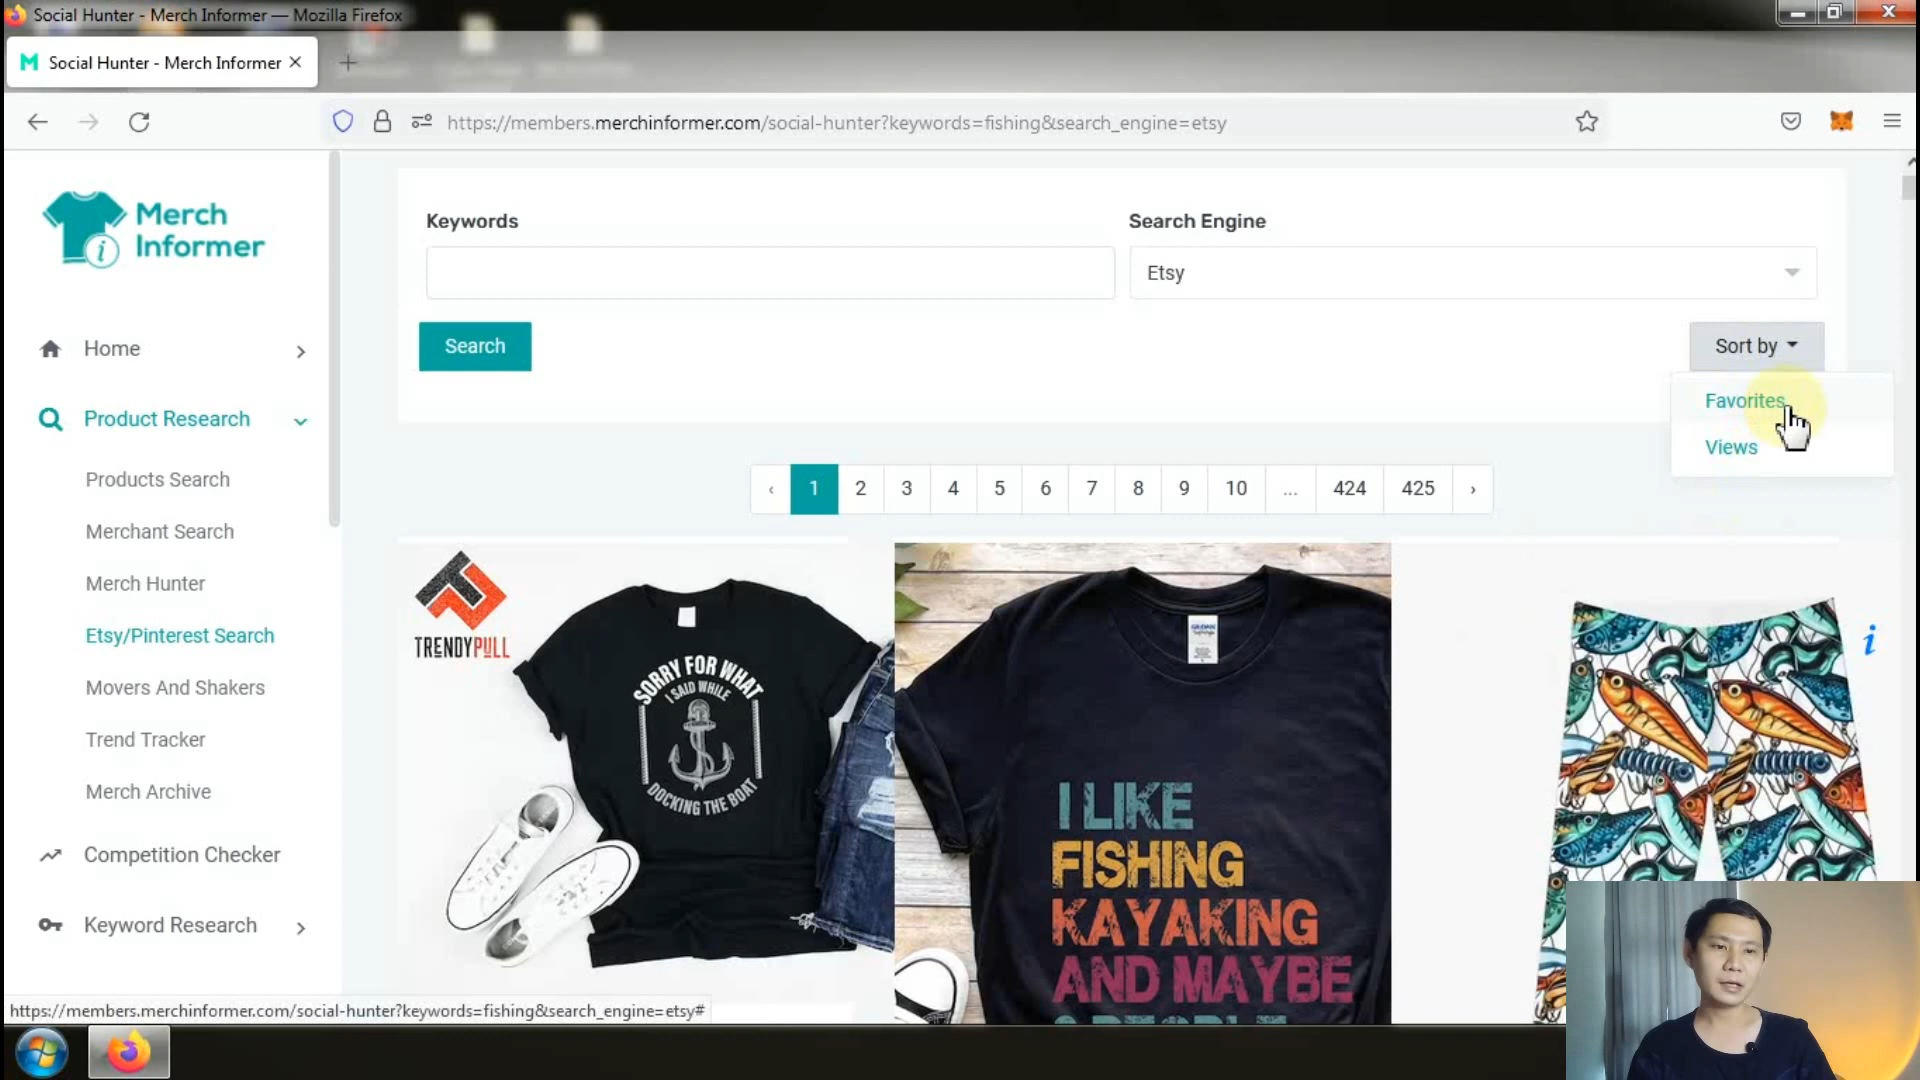 Social Hunter - Merch Informer — Mozilla Firefox
Social Hunter - Merch Informer
https://members.merchinformer.com/social-hunter?keywords=fishing&search_engine=etsy
Merch
Informer
Home
Product Research
Products Search
Merchant Search
Merch Hunter
Etsy/Pinterest Search
Movers And Shakers
Trend Tracker
Merch Archive
Competition Checker
Keyword Research
Keywords
Search Engine
Etsy
Search
Sort by
Favorites
Views
‹ 1 2 3 4 5 6 7 8 9 10 ... 424 425 ›
TRENDYPULL
SORRY FOR WHAT
I SAID WHILE
DOCKING THE BOAT
I LIKE
FISHING
KAYAKING
AND MAYBE
i
https://members.merchinformer.com/social-hunter?keywords=fishing&search_engine=etsy#